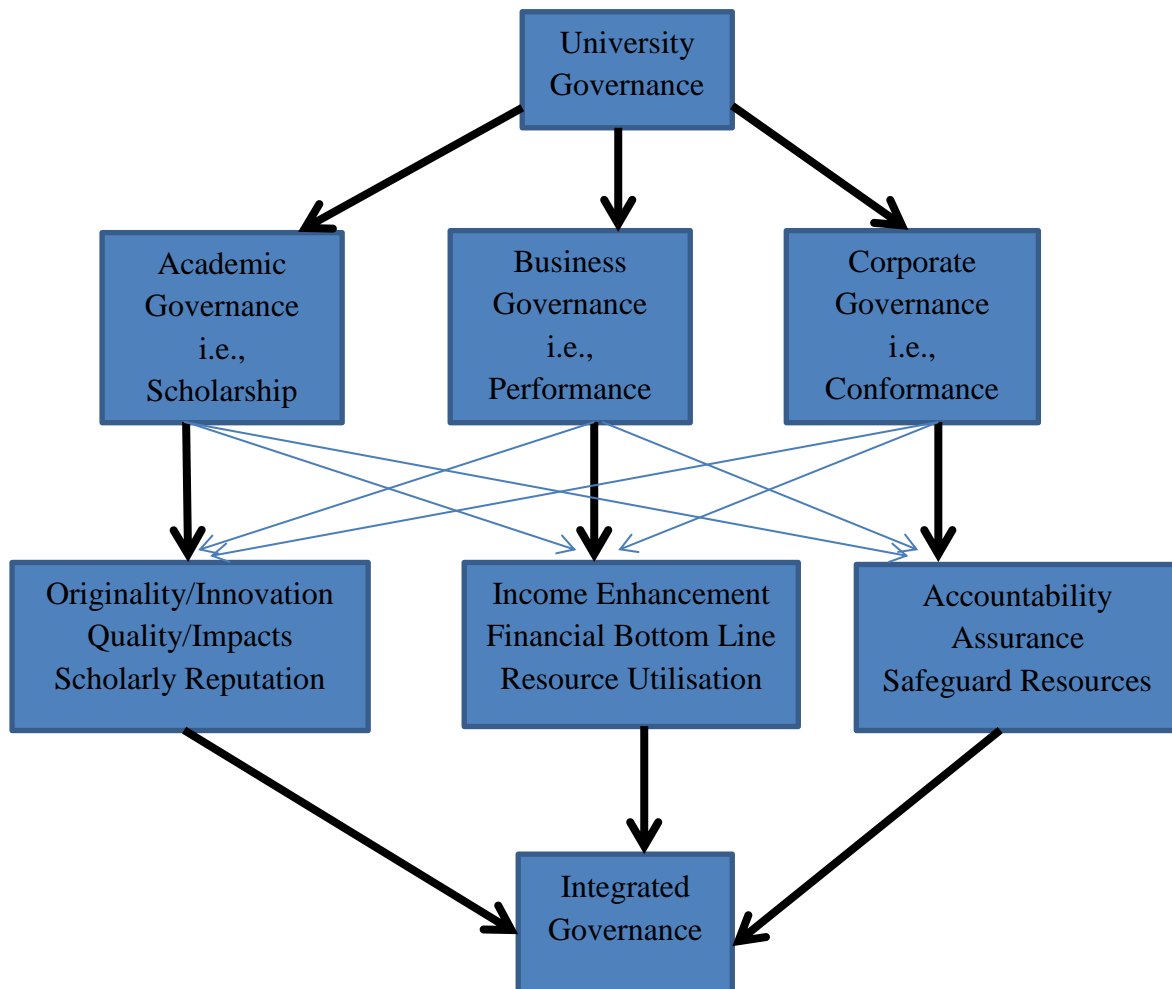 University
Governance
Academic
Governance
i.e.,
Scholarship
Business
Governance
i.e.,
Performance
Corporate
Governance
i.e.,
Conformance
Originality/Innovation
Quality/Impacts
Scholarly Reputation
Income Enhancement
Financial Bottom Line
Resource Utilisation
Accountability
Assurance
Safeguard Resources
Integrated
Governance